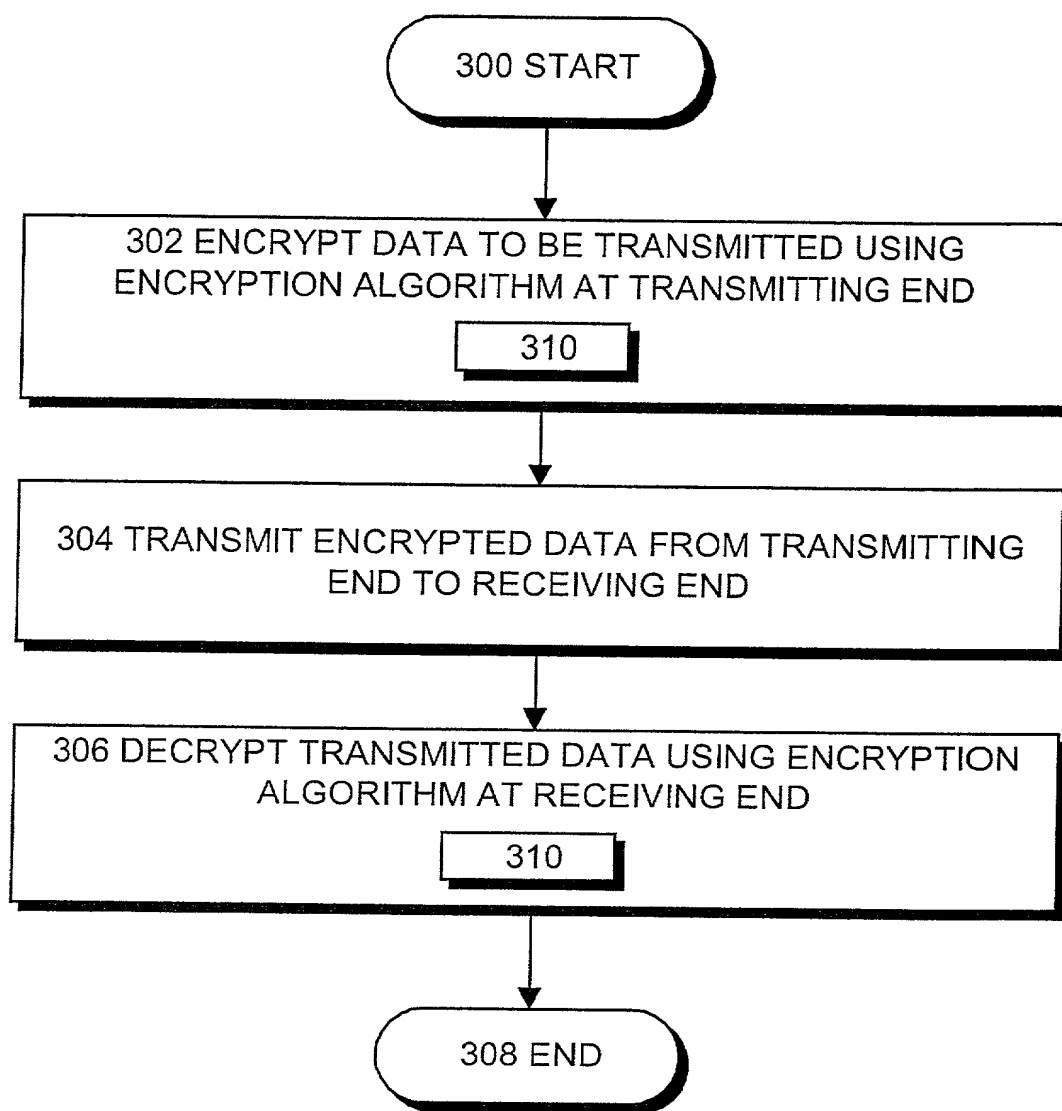 300 START
302 ENCRYPT DATA TO BE TRANSMITTED USING
ENCRYPTION ALGORITHM AT TRANSMITTING END
310
304 TRANSMIT ENCRYPTED DATA FROM TRANSMITTING
END TO RECEIVING END
306 DECRYPT TRANSMITTED DATA USING ENCRYPTION
ALGORITHM AT RECEIVING END
310
308 END